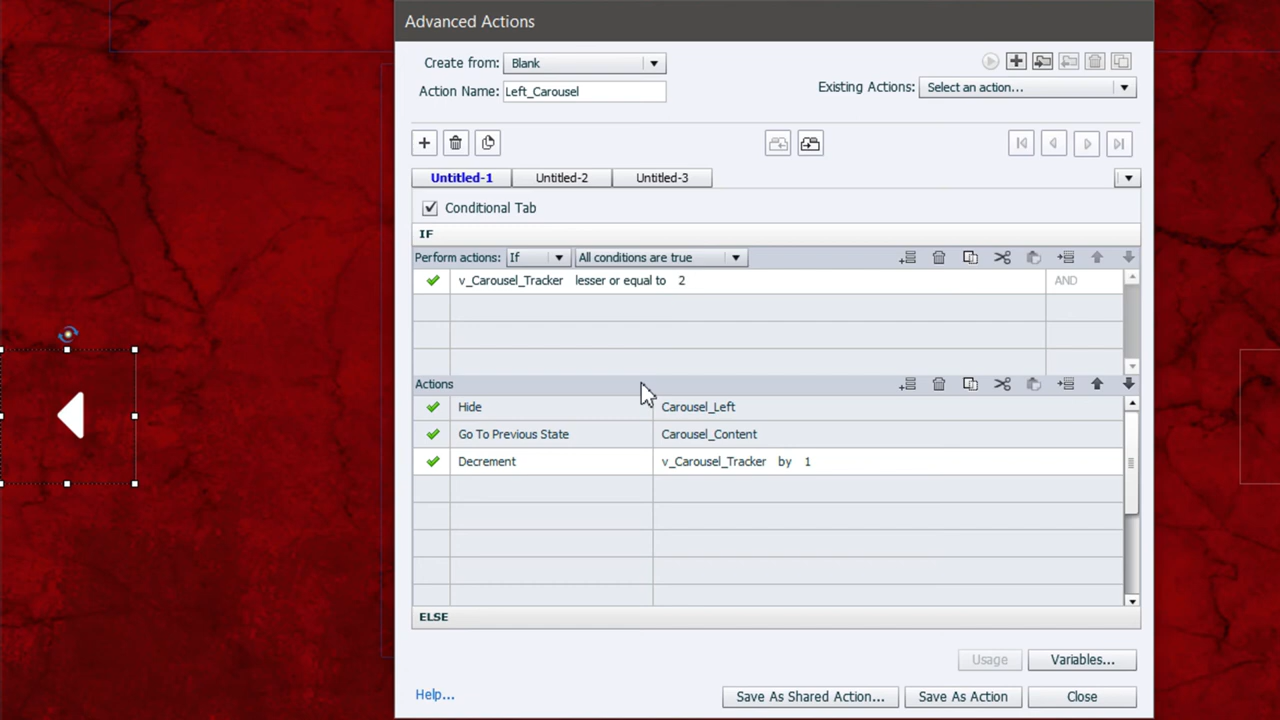 Advanced Actions
Create from: Blank
Action Name: Left_Carousel
Existing Actions: Select an action...
Untitled-1 Untitled-2 Untitled-3
Conditional Tab
IF
Perform actions: If All conditions are true
v_Carousel_Tracker lesser or equal to 2 AND
Actions
Hide Carousel_Left
Go To Previous State Carousel_Content
Decrement v_Carousel_Tracker by 1
ELSE
Usage Variables...
Help... Save As Shared Action... Save As Action Close